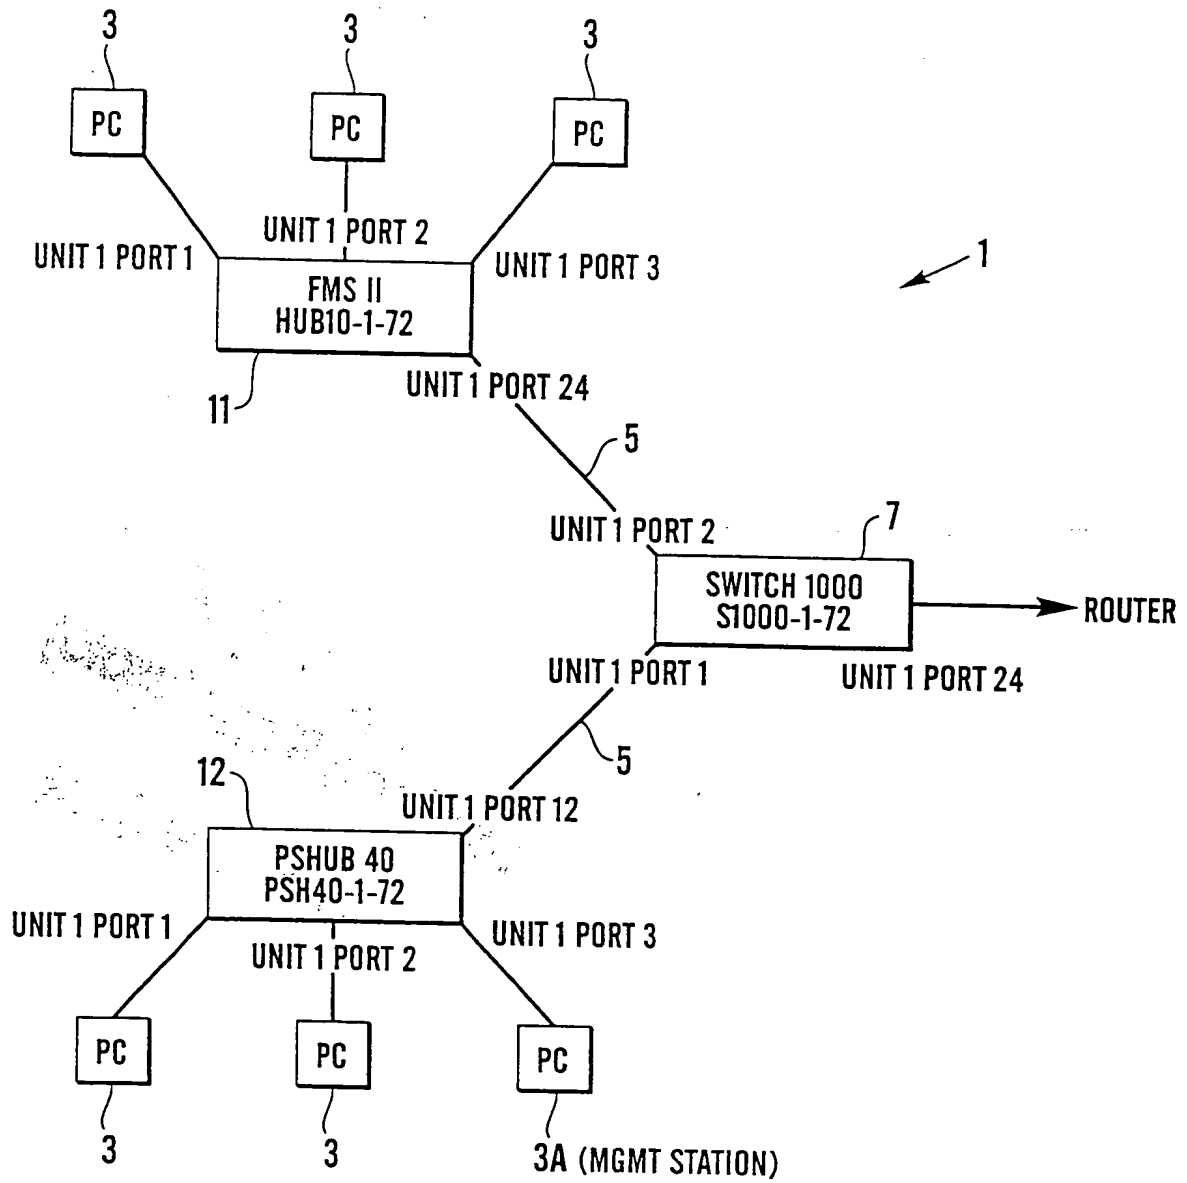 3
3
3
PC
PC
PC
UNIT 1 PORT 1
UNIT 1 PORT 2
UNIT 1 PORT 3
1
FMS II
HUB10-1-72
11
UNIT 1 PORT 24
5
UNIT 1 PORT 2
7
SWITCH 1000
S1000-1-72
ROUTER
UNIT 1 PORT 1
UNIT 1 PORT 24
5
12
UNIT 1 PORT 12
PSHUB 40
PSH40-1-72
UNIT 1 PORT 1
UNIT 1 PORT 2
UNIT 1 PORT 3
PC
PC
PC
3
3
3A (MGMT STATION)